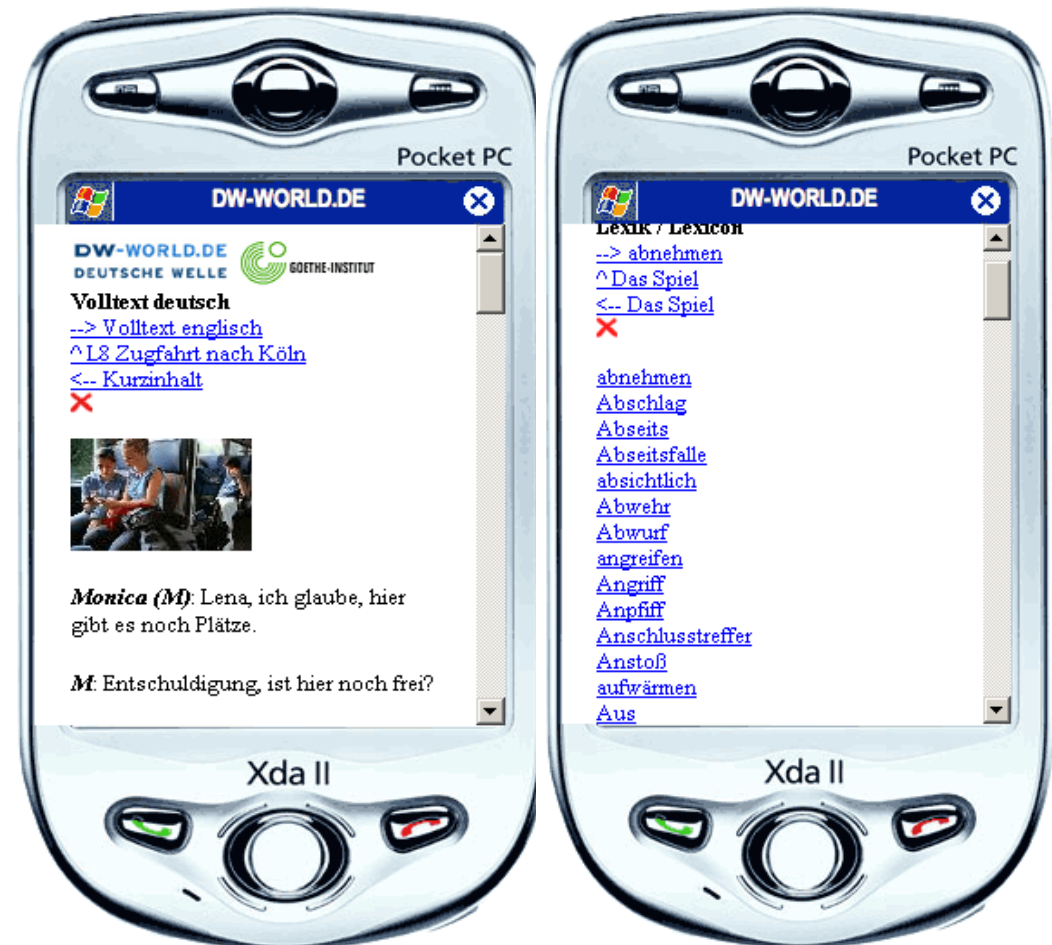 Pocket PC
DW-WORLD.DE
DW-WORLD.DE
DEUTSCHE WELLE
GOETHE-INSTITUT
Volltext deutsch
--> Volltext englisch
^ L8 Zugfahrt nach Köln
<-- Kurzinhalt
Monica (M): Lena, ich glaube, hier
gibt es noch Plätze.
M: Entschuldigung, ist hier noch frei?
Xda II
Pocket PC
DW-WORLD.DE
Lexik / Lexicon
--> abnehmen
^ Das Spiel
<-- Das Spiel
abnehmen
Abschlag
Abseits
Abseitsfalle
absichtlich
Abwehr
Abwurf
angreifen
Angriff
Anpfiff
Anschlusstreffer
Anstoß
aufwärmen
Aus
Xda II